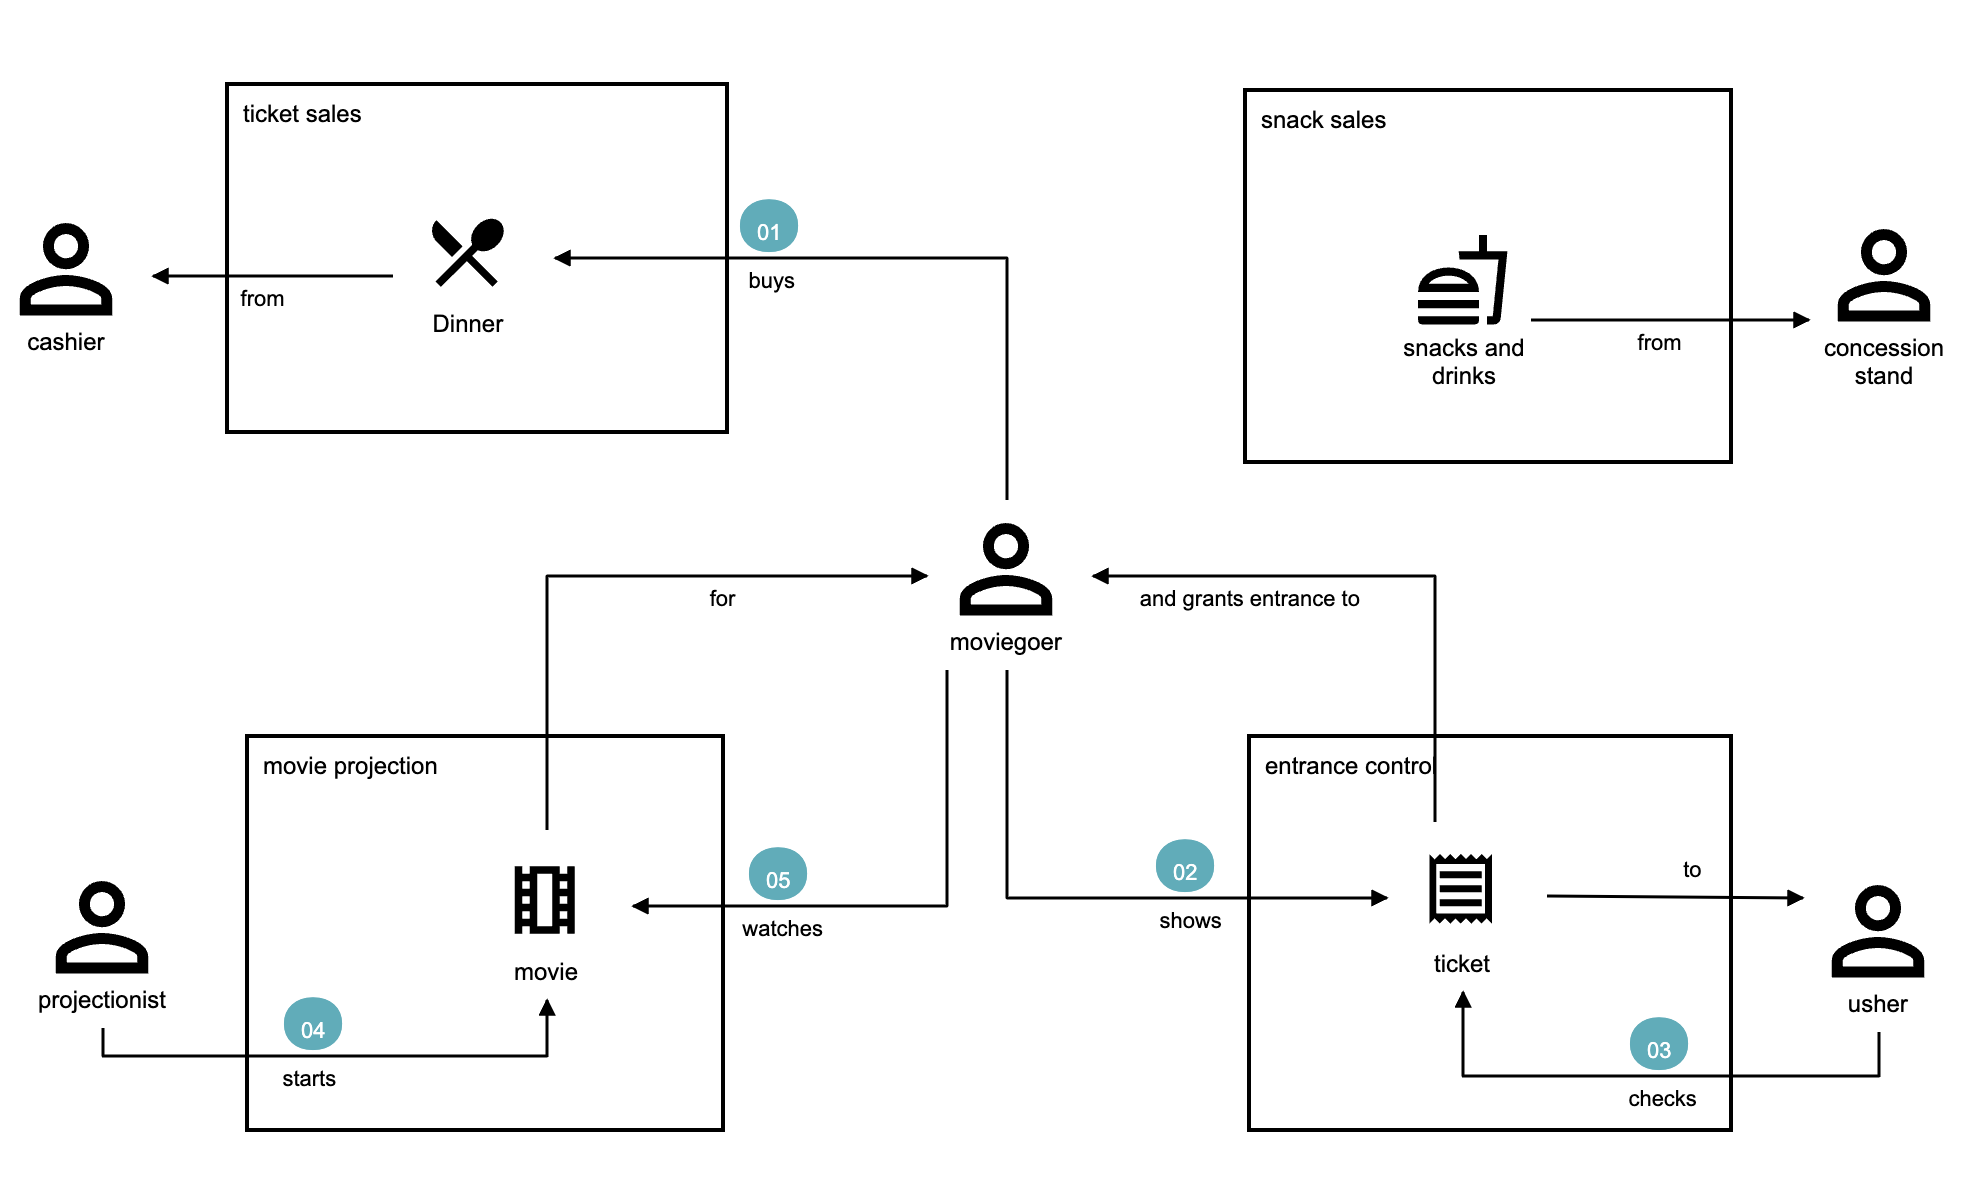 ticket sales
snack sales
01
buys
from
Dinner
cashier
snacks and
drinks
from
concession
stand
for
and grants entrance to
moviegoer
movie projection
entrance control
05
watches
02
shows
to
movie
ticket
projectionist
usher
04
starts
03
checks